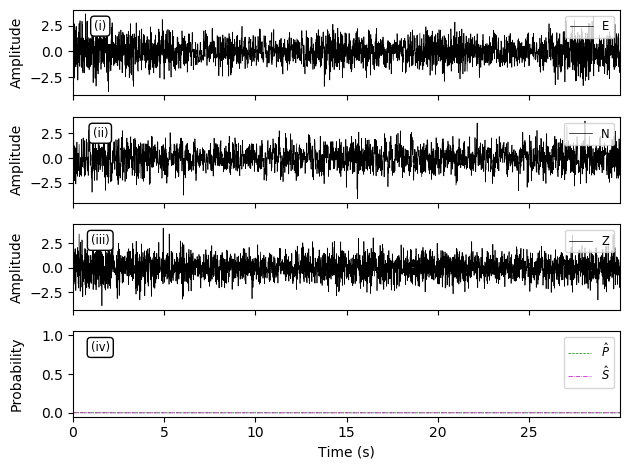 (i)
E
Amplitude
2.5
0.0
−2.5
(ii)
N
Amplitude
2.5
0.0
−2.5
(iii)
Z
Amplitude
2.5
0.0
−2.5
(iv)
P̂
Ŝ
Probability
1.0
0.5
0.0
0 5 10 15 20 25
Time (s)